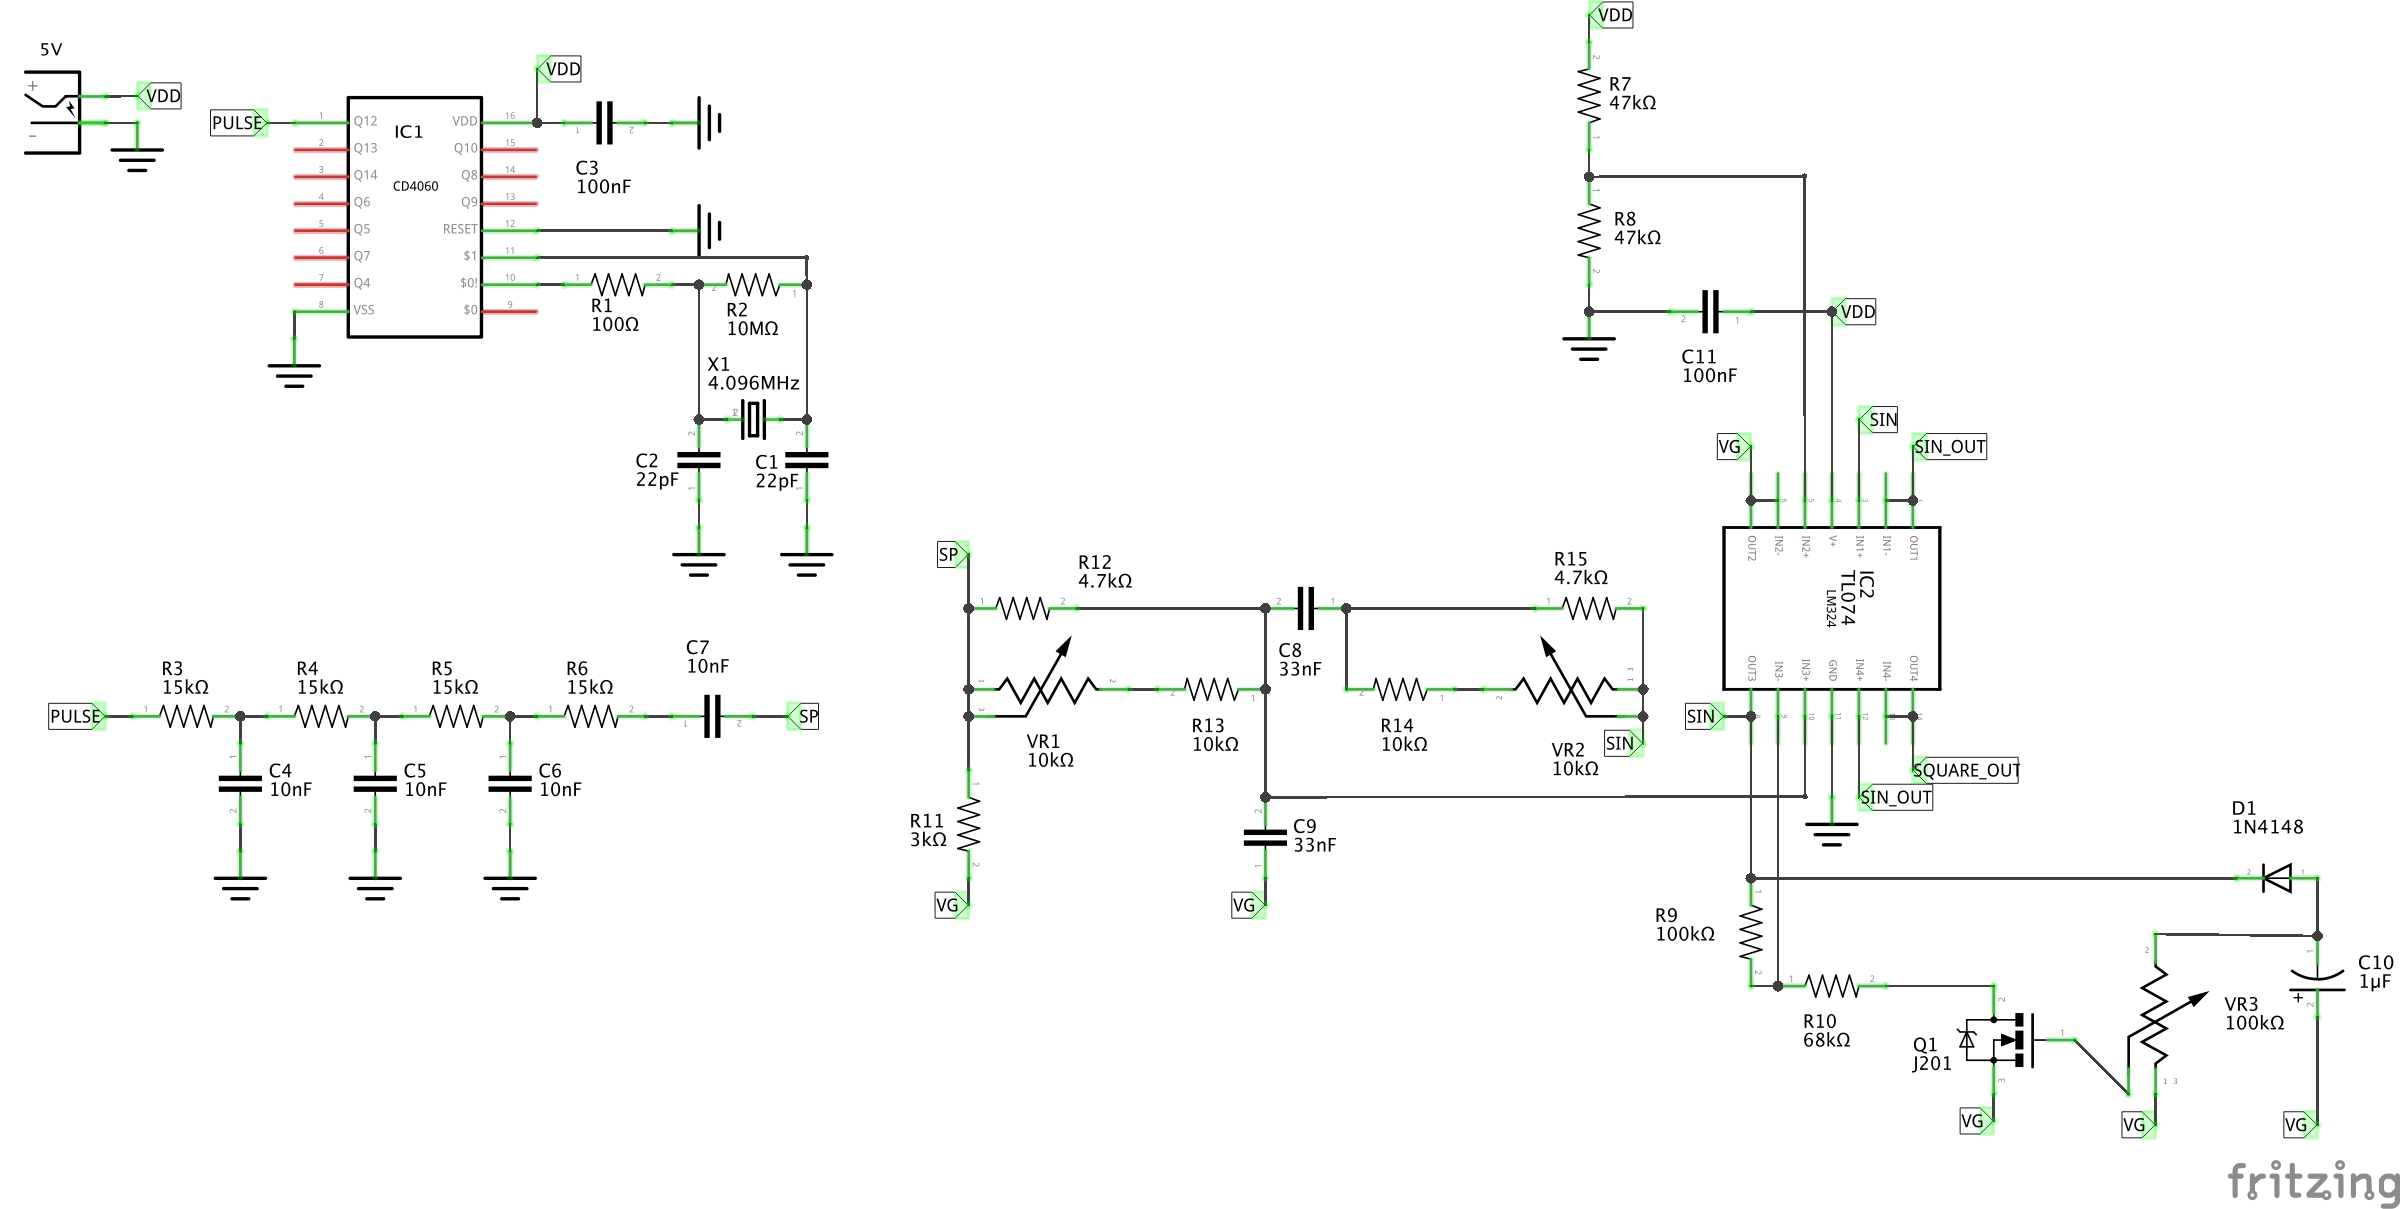 5V
+
-
VDD
PULSE
IC1
CD4060
1 Q12
2 Q13
3 Q14
4 Q6
5 Q5
6 Q7
7 Q4
8 VSS
VDD 16
Q10 15
Q8 14
Q9 13
RESET 12
$1 11
$0! 10
$0 9
VDD
C3
100nF
R1
100Ω
R2
10MΩ
X1
4.096MHz
C2
22pF
C1
22pF
PULSE
R3
15kΩ
R4
15kΩ
R5
15kΩ
R6
15kΩ
C7
10nF
SP
C4
10nF
C5
10nF
C6
10nF
SP
R12
4.7kΩ
VR1
10kΩ
R13
10kΩ
R11
3kΩ
VG
C8
33nF
C9
33nF
VG
R15
4.7kΩ
R14
10kΩ
VR2
10kΩ
SIN
VDD
R7
47kΩ
R8
47kΩ
C11
100nF
VDD
VG
SIN
SIN_OUT
OUT2
IN2-
IN2+
V+
IN1+
IN1-
OUT1
IC2
TL074
LM324
OUT3
IN3-
IN3+
GND
IN4+
IN4-
OUT4
SIN
SQUARE_OUT
SIN_OUT
R9
100kΩ
R10
68kΩ
Q1
J201
VG
D1
1N4148
VR3
100kΩ
VG
C10
1µF
+
VG
fritzing